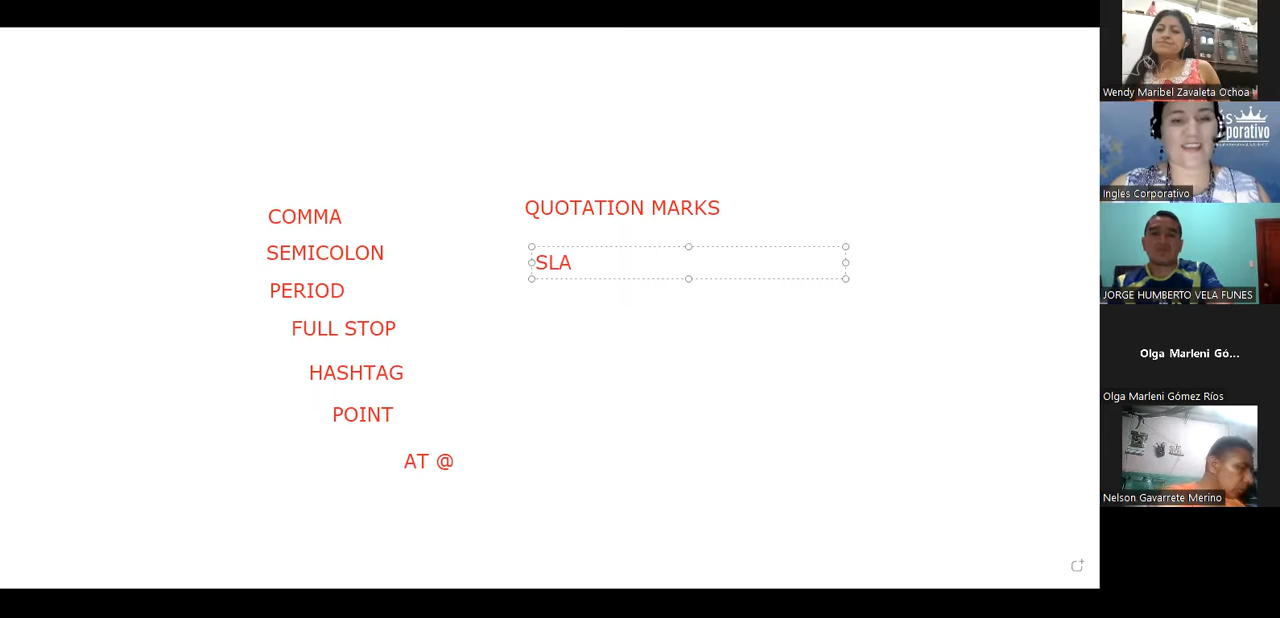 COMMA
SEMICOLON
PERIOD
FULL STOP
HASHTAG
POINT
AT @
QUOTATION MARKS
SLA
Wendy Maribel Zavaleta Ochoa
porativo
Ingles Corporativo
JORGE HUMBERTO VELA FUNES
Olga Marleni Gó...
Olga Marleni Gómez Ríos
Nelson Gavarrete Merino